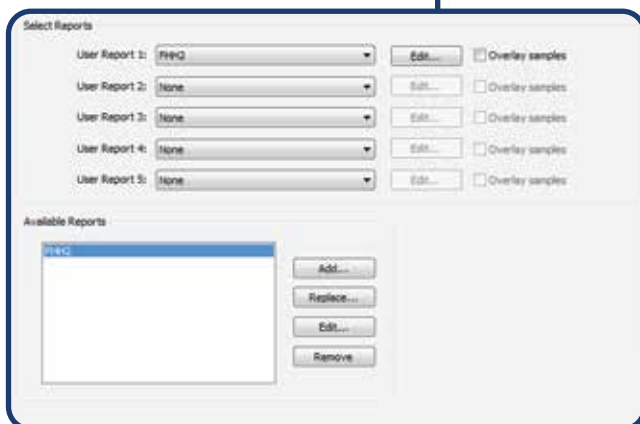 Select Reports
User Report 1: FHH2 Edit... Overlay samples
User Report 2: None Edit... Overlay samples
User Report 3: None Edit... Overlay samples
User Report 4: None Edit... Overlay samples
User Report 5: None Edit... Overlay samples
Available Reports
FHH2
Add...
Replace...
Edit...
Remove